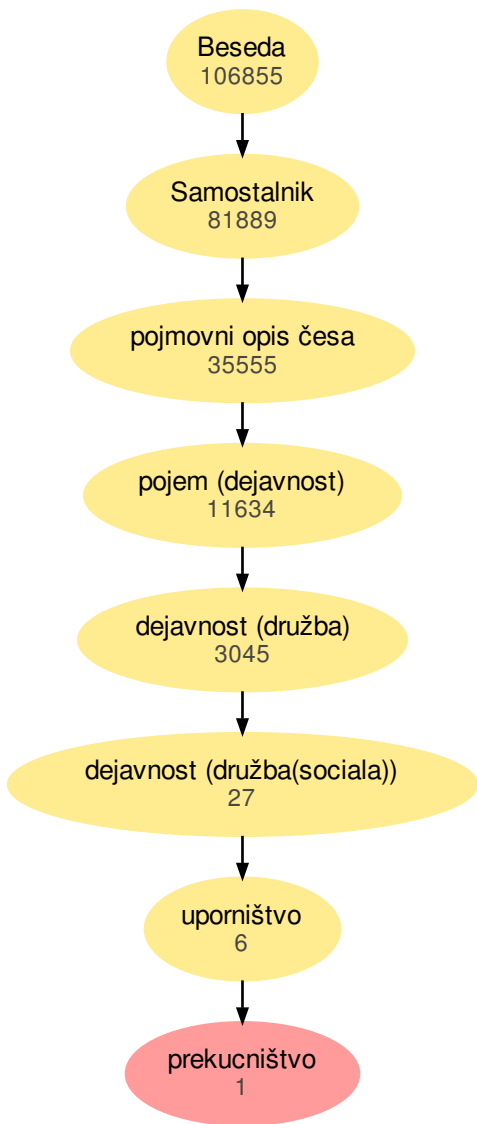 Beseda
106855
Samostalnik
81889
pojmovni opis česa
35555
pojem (dejavnost)
11634
dejavnost (družba)
3045
dejavnost (družba(sociala))
27
uporništvo
6
prekucništvo
1